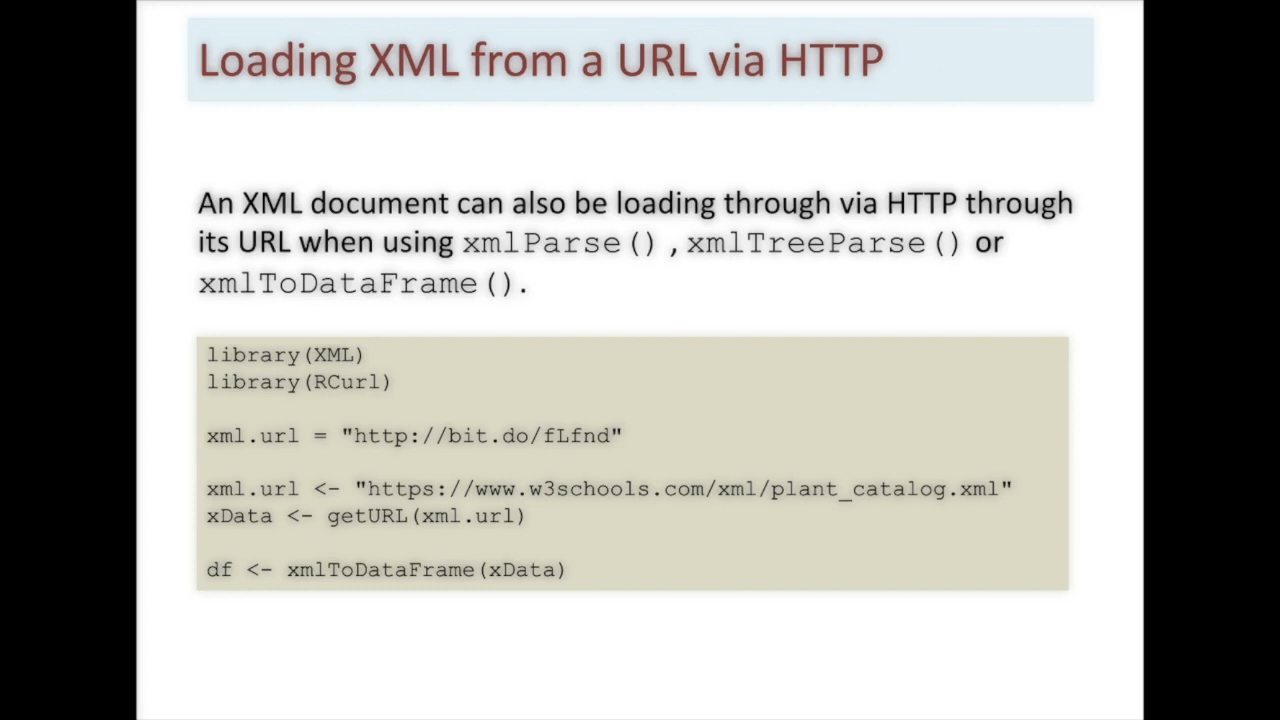 Loading XML from a URL via HTTP
An XML document can also be loading through via HTTP through
its URL when using xmlParse(), xmlTreeParse() or
xmlToDataFrame().
library(XML)
library(RCurl)
xml.url = "http://bit.do/fLfnd"
xml.url <- "https://www.w3schools.com/xml/plant_catalog.xml"
xData <- getURL(xml.url)
df <- xmlToDataFrame(xData)